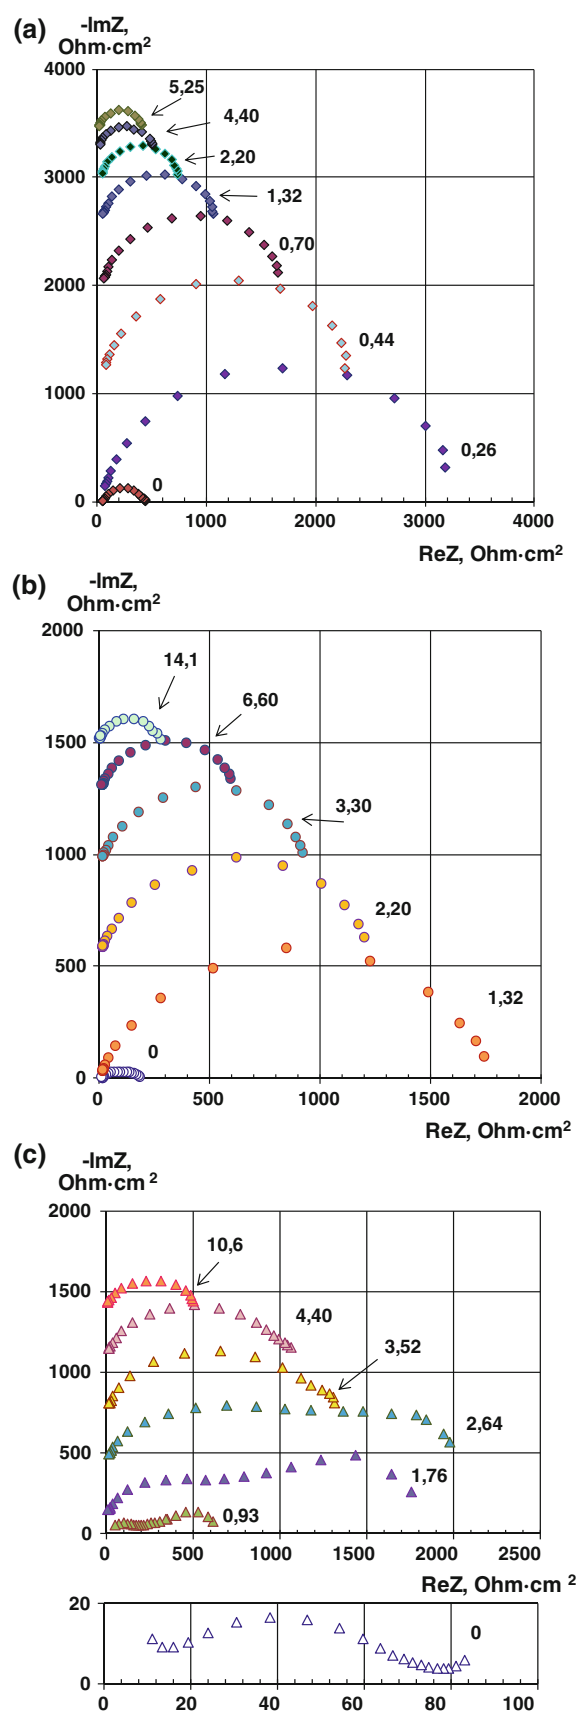 (a)
-ImZ,
Ohm·cm2
4000
3000
2000
1000
0
5,25
4,40
2,20
1,32
0,70
0,44
0,26
0
0 1000 2000 3000 4000
ReZ, Ohm·cm2
(b)
-ImZ,
Ohm·cm2
2000
1500
1000
500
0
14,1
6,60
3,30
2,20
1,32
0
0 500 1000 1500 2000
ReZ, Ohm·cm2
(c)
-ImZ,
Ohm·cm 2
2000
1500
1000
500
0
10,6
4,40
3,52
2,64
1,76
0,93
0 500 1000 1500 2000 2500
ReZ, Ohm·cm 2
20
0
0
0 20 40 60 80 100